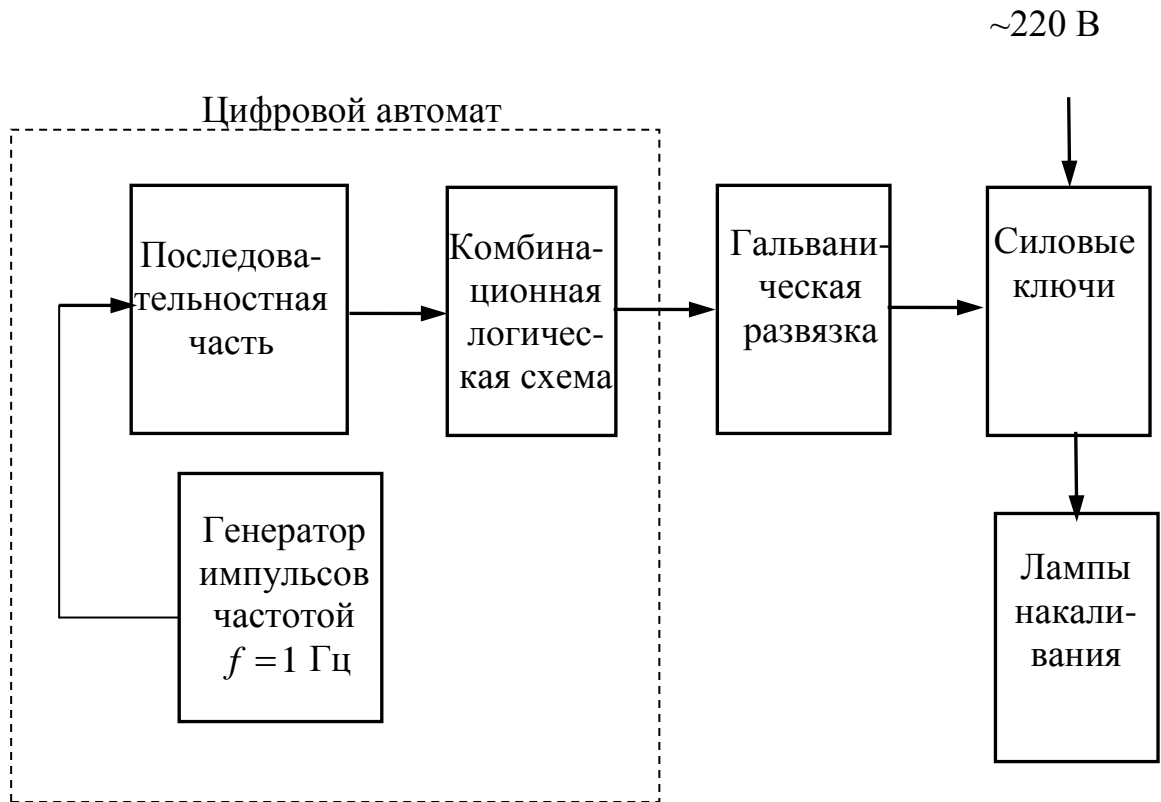 ~220 В
Цифровой автомат
Последова-
тельностная
часть
Комбина-
ционная
логичес-
кая схема
Гальвани-
ческая
развязка
Силовые
ключи
Генератор
импульсов
частотой
f = 1 Гц
Лампы
накали-
вания